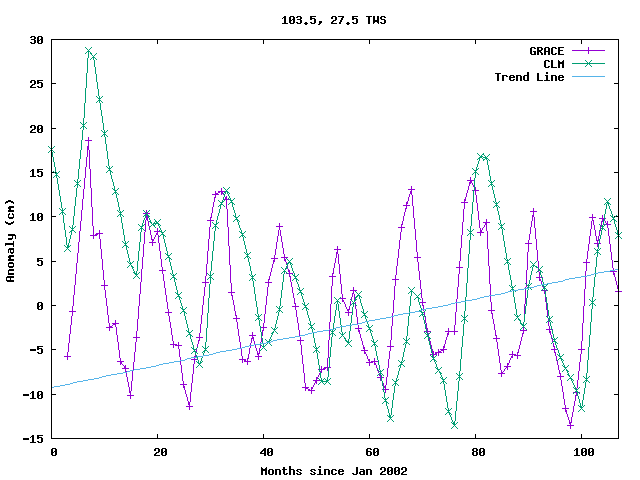 103.5, 27.5 TWS
GRACE
CLM
Trend Line
30
25
20
15
10
5
0
-5
-10
-15
Anomaly (cm)
0 20 40 60 80 100
Months since Jan 2002